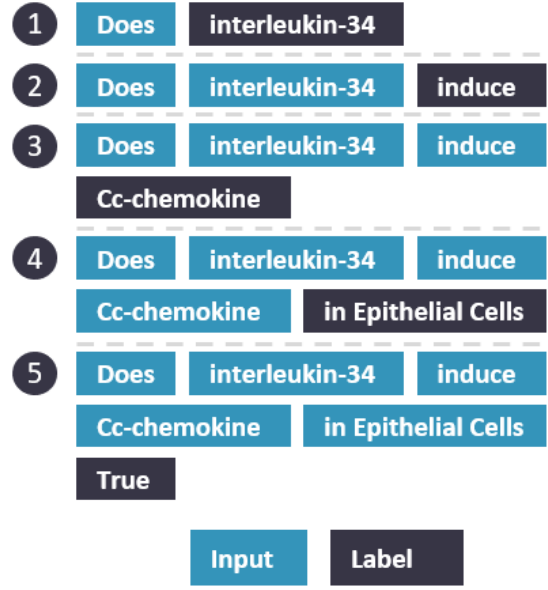 1 Does interleukin-34
2 Does interleukin-34 induce
3 Does interleukin-34 induce
Cc-chemokine
4 Does interleukin-34 induce
Cc-chemokine in Epithelial Cells
5 Does interleukin-34 induce
Cc-chemokine in Epithelial Cells
True
Input Label